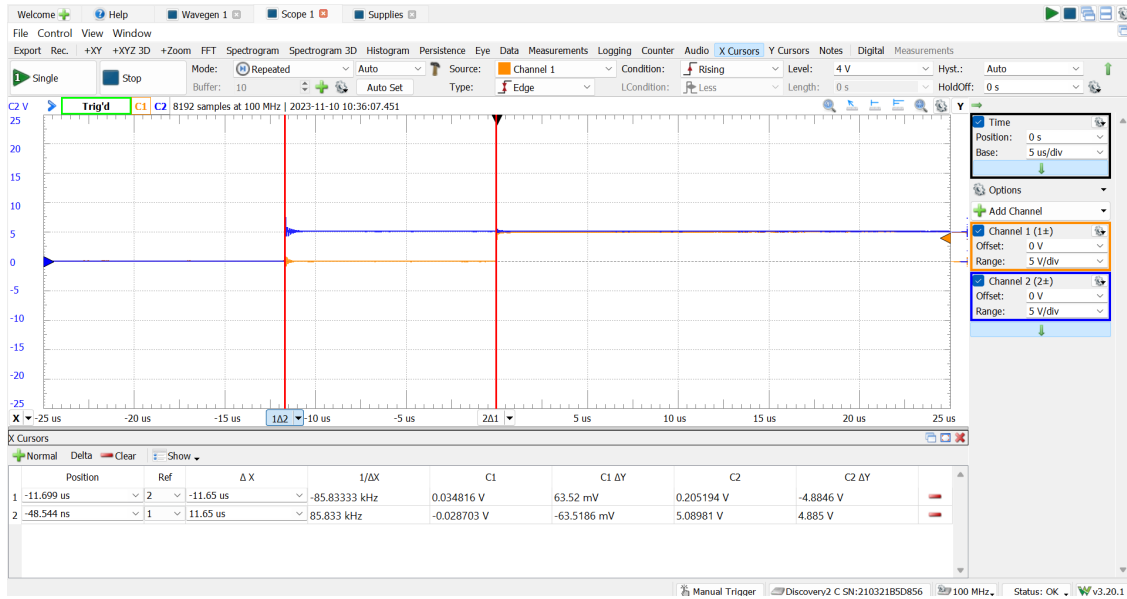 Welcome Help Wavegen 1 Scope 1 Supplies
File Control View Window
Export Rec. +XY +XYZ 3D +Zoom FFT Spectrogram Spectrogram 3D Histogram Persistence Eye Data Measurements Logging Counter Audio X Cursors Y Cursors Notes Digital Measurements
Single Stop Mode: Repeated Auto Source: Channel 1 Condition: Rising Level: 4 V Hyst.: Auto
Buffer: 10 Auto Set Type: Edge LCondition: Less Length: 0 s HoldOff: 0 s
C2 V Trig'd C1 C2 8192 samples at 100 MHz | 2023-11-10 10:36:07.451 Y
25
20
15
10
5
0
-5
-10
-15
-20
-25
X -25 us -20 us -15 us 1Δ2 -10 us -5 us 2Δ1 5 us 10 us 15 us 20 us 25 us
Time
Position: 0 s
Base: 5 us/div
Options
Add Channel
Channel 1 (1±)
Offset: 0 V
Range: 5 V/div
Channel 2 (2±)
Offset: 0 V
Range: 5 V/div
X Cursors
Normal Delta Clear Show
Position Ref Δ X 1/ΔX C1 C1 ΔY C2 C2 ΔY
1 -11.699 us 2 -11.65 us -85.83333 kHz 0.034816 V 63.52 mV 0.205194 V -4.8846 V
2 -48.544 ns 1 11.65 us 85.833 kHz -0.028703 V -63.5186 mV 5.08981 V 4.885 V
Manual Trigger Discovery2 C SN:210321B5D856 100 MHz Status: OK v3.20.1